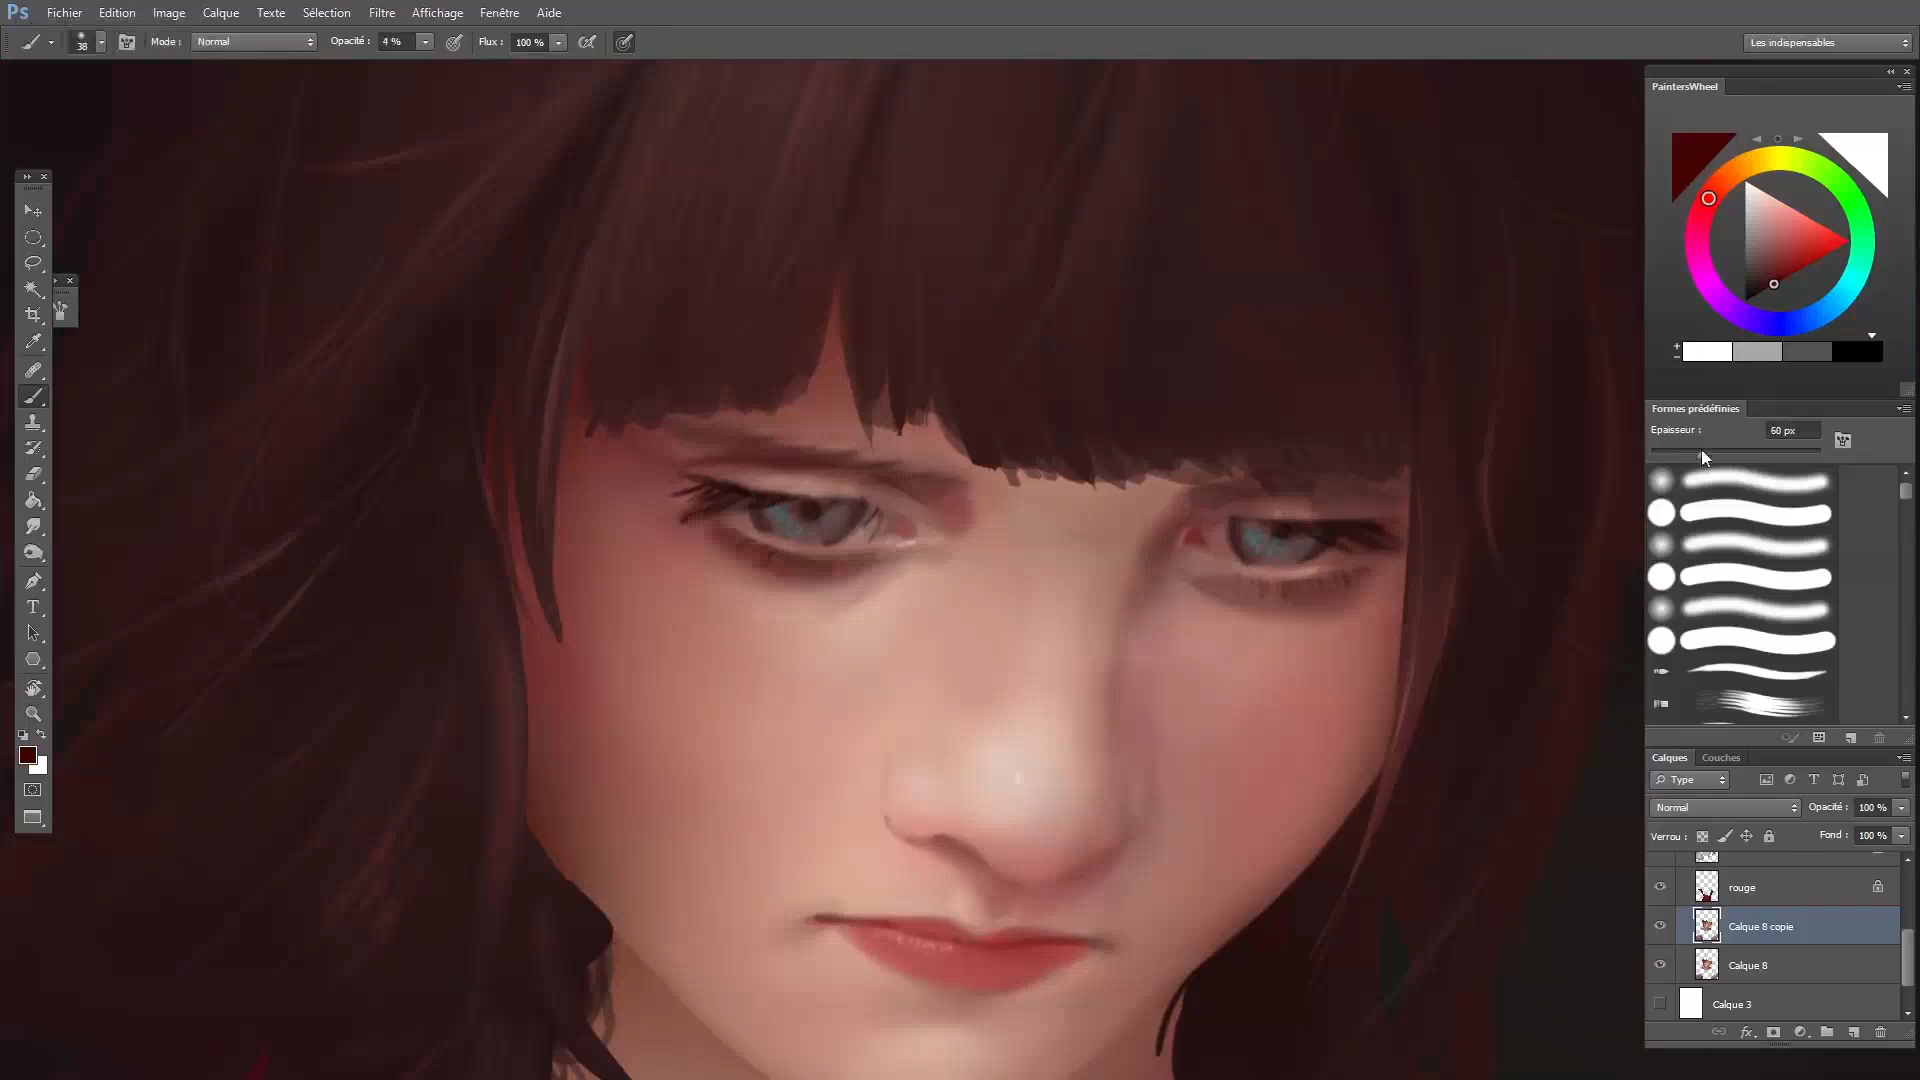 Ps Fichier Edition Image Calque Texte Sélection Filtre Affichage Fenêtre Aide
38 Mode : Normal Opacité : 4 % Flux : 100 % Les indispensables
PaintersWheel
Formes prédéfinies
Epaisseur : 60 px
T
Calques Couches
Type T
Normal Opacité : 100 %
Verrou : Fond : 100 %
rouge
Calque 8 copie
Calque 8
Calque 3
fx